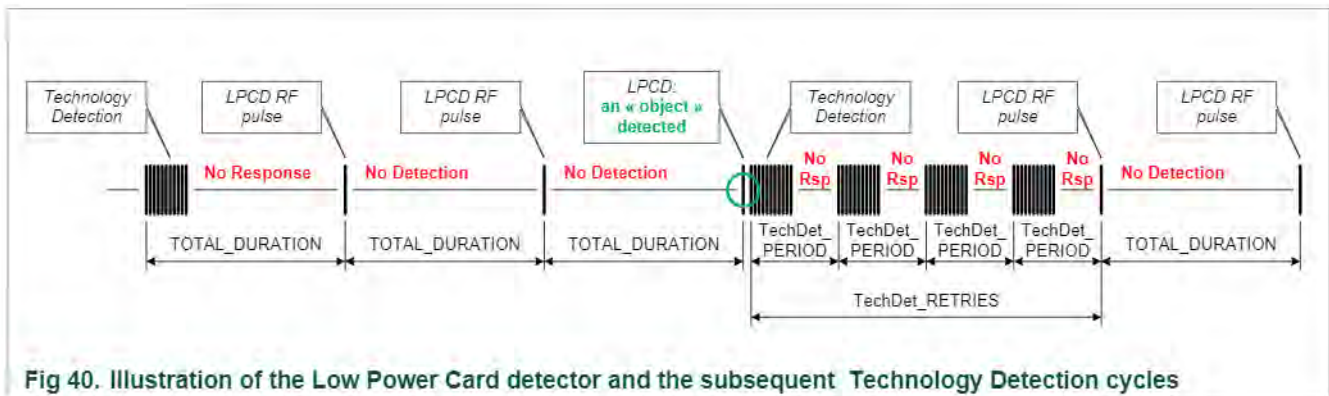 Technology
Detection
LPCD RF
pulse
LPCD RF
pulse
LPCD:
an « object »
detected
Technology
Detection
LPCD RF
pulse
LPCD RF
pulse
No Response
No Detection
No Detection
No
Rsp
No
Rsp
No
Rsp
No
Rsp
No Detection
TOTAL_DURATION
TOTAL_DURATION
TOTAL_DURATION
TechDet_
PERIOD
TechDet_
PERIOD
TechDet_
PERIOD
TechDet_
PERIOD
TOTAL_DURATION
TechDet_RETRIES
Fig 40. Illustration of the Low Power Card detector and the subsequent Technology Detection cycles